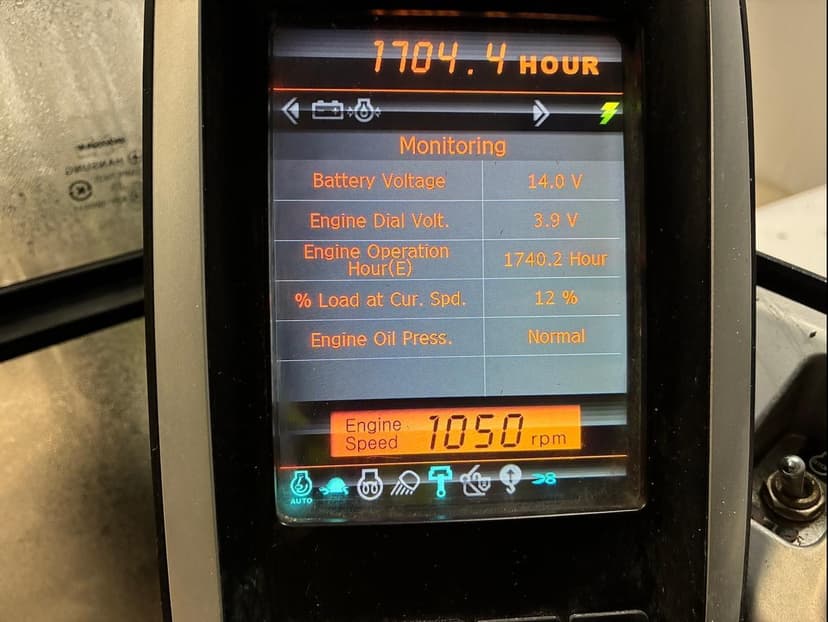 1704.4 HOUR
Monitoring
Battery Voltage 14.0 V
Engine Dial Volt. 3.9 V
Engine Operation
Hour(E) 1740.2 Hour
% Load at Cur. Spd. 12 %
Engine Oil Press. Normal
Engine
Speed 1050 rpm
AUTO